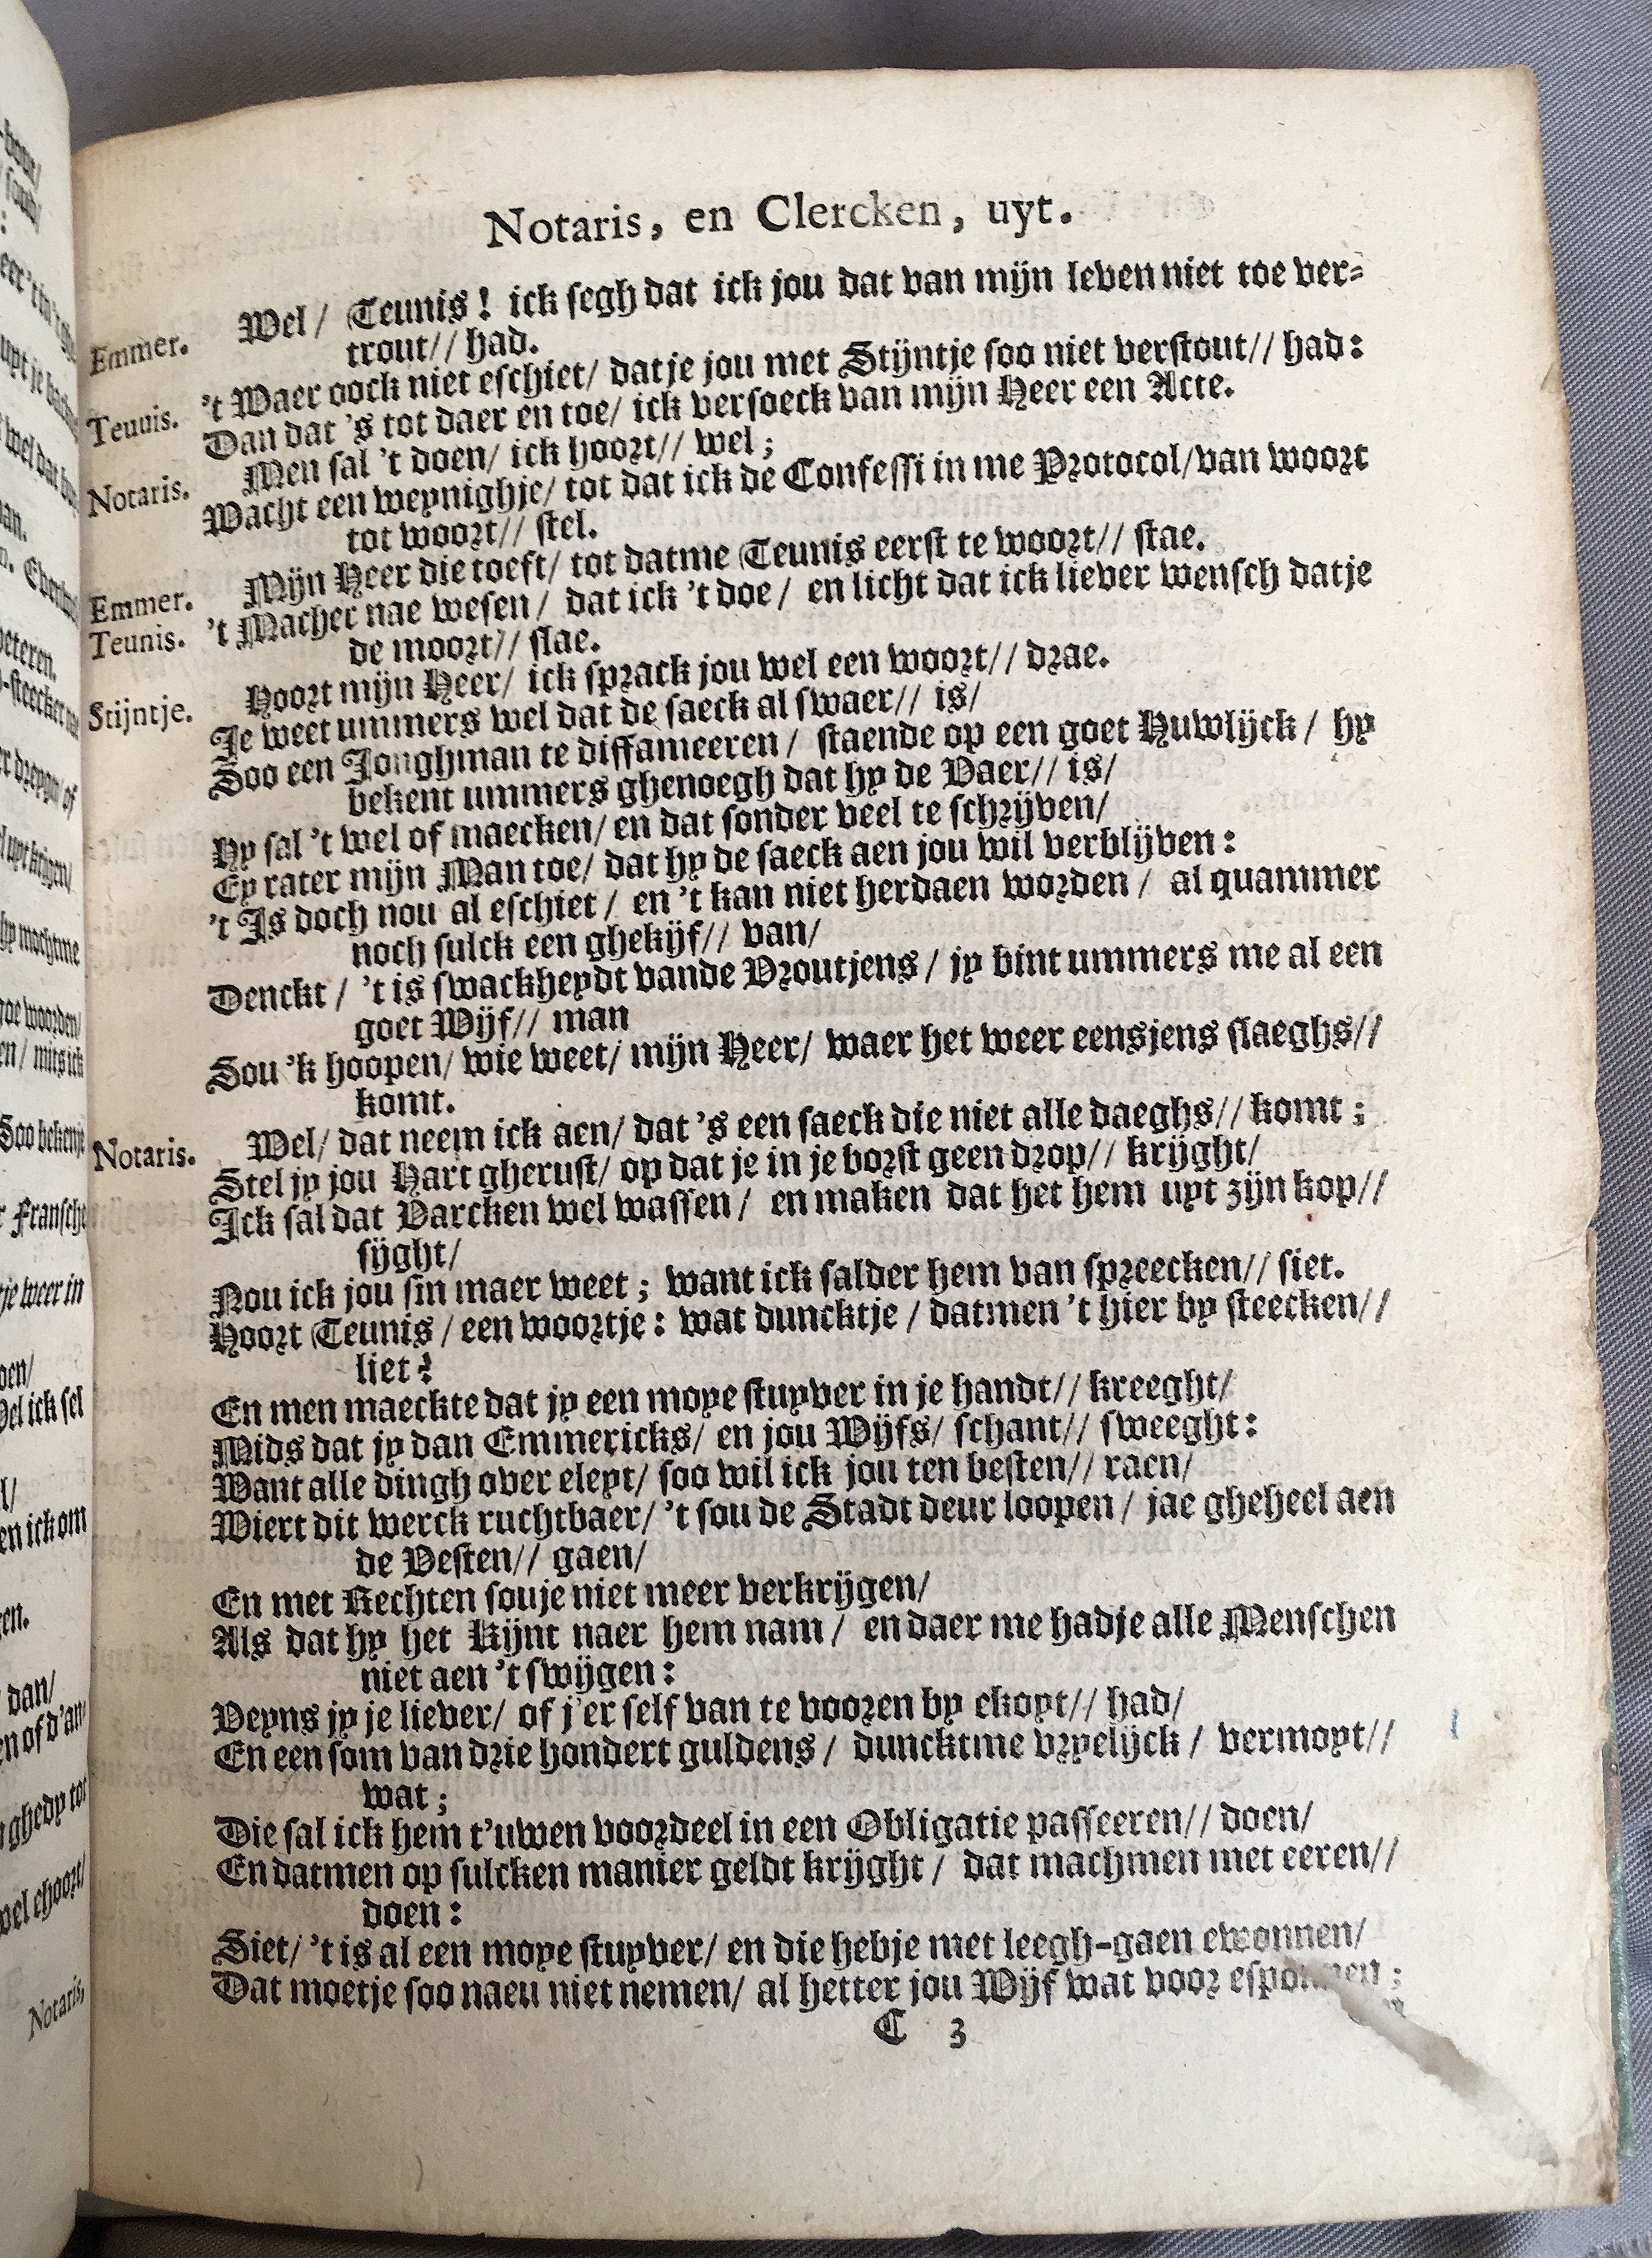 Notaris, en Clercken, uyt.
Emmer. Wel/ Teunis! ick segh dat ick jou dat van mijn leven niet toe ver-
trout// had.
't Waer oock niet eschiet/ datje jou met Stijntje soo niet verstout// had:
Teunis. Dan dat 's tot daer en toe/ ick versoeck van mijn Heer een Acte.
Notaris. Men sal 't doen/ ick hoort// wel;
Wacht een weynighje/ tot dat ick de Confessi in me Protocol/ van woort
tot woort// stel.
Emmer. Mijn Heer die toeft/ tot datme Teunis eerst te woort// stae.
Teunis. 't Macher nae wesen/ dat ick 't doe/ en licht dat ick liever wensch datje
de moort// slae.
Stijntje. Hoort mijn Heer/ ick sprack jou wel een woort// drae.
Je weet ummers wel dat de saeck al swaer// is/
Soo een Jonghman te diffameeren/ staende op een goet Huwlijck/ hy
bekent ummers ghenoegh dat hy de Vaer// is/
Hy sal 't wel of maecken/ en dat sonder veel te schrijven/
Ey rater mijn Man toe/ dat hy de saeck aen jou wil verblijven:
't Is doch nou al eschiet/ en 't kan niet herdaen worden/ al quammer
noch sulck een ghekijf// van/
Denckt/ 't is swackheydt vande Vroutjens/ jy bint ummers me al een
goet Wijf// man
Sou 'k hoopen/ wie weet/ mijn Heer/ waer het weer eensjens slaeghs//
komt.
Notaris. Wel/ dat neem ick aen/ dat 's een saeck die niet alle daeghs// komt;
Stel jy jou Hart gherust/ op dat je in je borst geen drop// krijght/
Ick sal dat Varcken wel wassen/ en maken dat het hem uyt zijn kop//
sijght/
Nou ick jou sin maer weet; want ick salder hem van spreecken// siet.
Hoort Teunis/ een woortje: wat duncktje/ datmen 't hier by steecken//
liet?
En men maeckte dat jy een moye stuyver in je handt// kreeght/
Mids dat jy dan Emmericks/ en jou Wijfs/ schant// sweeght:
Want alle dingh over eleyt/ soo wil ick jou ten besten// raen/
Wiert dit werck ruchtbaer/ 't sou de Stadt deur loopen/ jae gheheel aen
de Vesten// gaen/
En met Rechten souje niet meer verkrijgen/
Als dat hy het Kijnt naer hem nam/ en daer me hadje alle Menschen
niet aen 't swijgen:
Veyns jy je liever/ of j'er self van te vooren by ekoyt// had/
En een som van drie hondert guldens/ duncktme vryelijck/ vermoyt//
wat;
Die sal ick hem t'uwen voordeel in een Obligatie passeeren// doen/
En datmen op sulcken manier geldt krijght/ dat machmen met eeren//
doen:
Siet/ 't is al een moye stuyver/ en die hebje met leegh-gaen ewonnen/
Dat moetje soo naeu niet nemen/ al hetter jou Wijf wat voor esponnen;
C 3